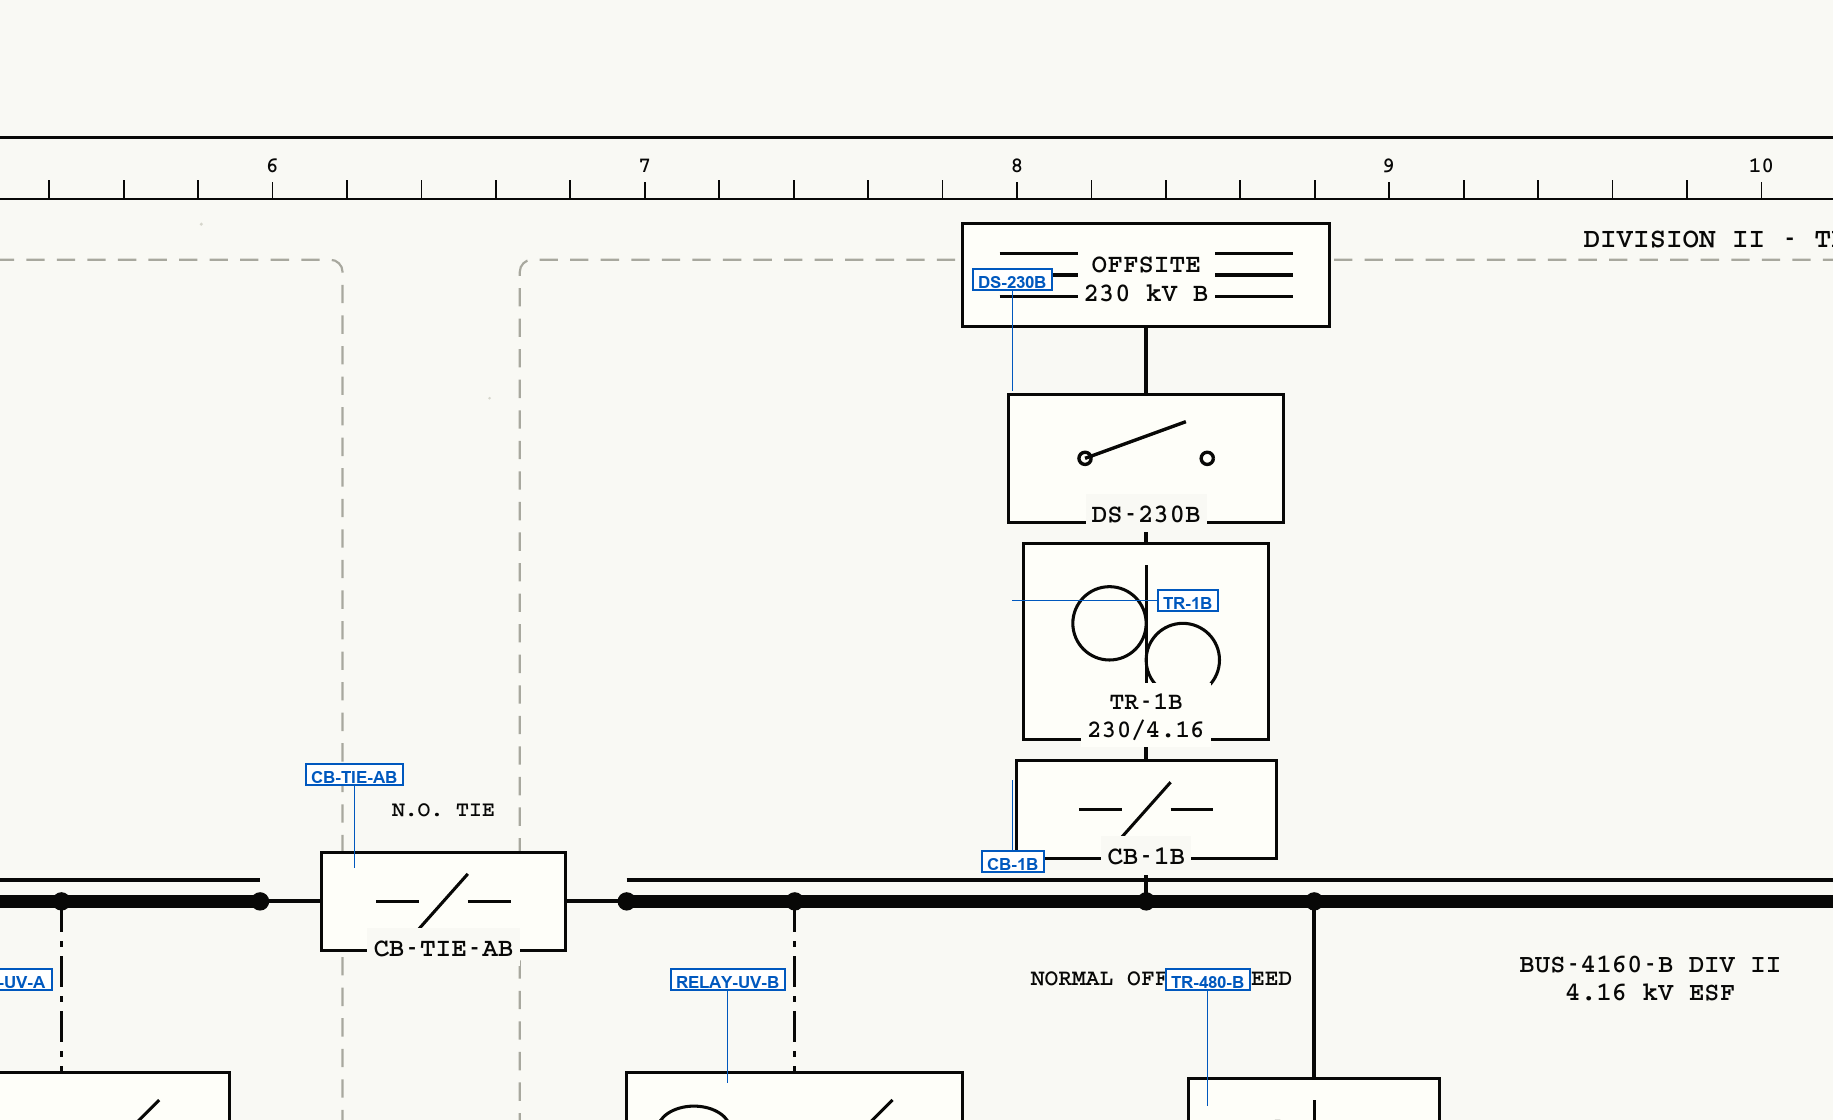 6 7 8 9 10
DIVISION II - T
OFFSITE
230 kV B
DS-230B
DS-230B
TR-1B
TR-1B
230/4.16
CB-TIE-AB
N.O. TIE
CB-1B
CB-1B
CB-TIE-AB
-UV-A
RELAY-UV-B
NORMAL OFF
TR-480-B
EED
BUS-4160-B DIV II
4.16 kV ESF